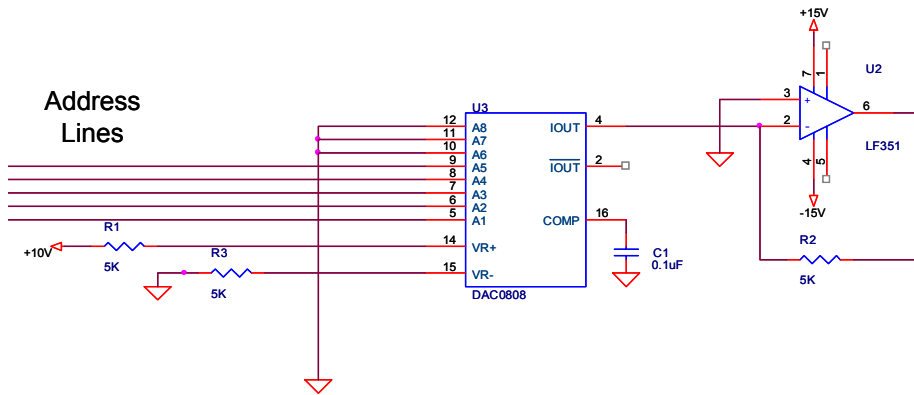 +15V
7
1
U2
Address
Lines
U3
12
A8
IOUT
4
3
+
6
11
A7
2
-
10
A6
LF351
9
A5
IOUT
2
4
5
8
A4
7
A3
-15V
6
A2
5
A1
COMP
16
R1
+10V
5K
14
VR+
R2
5K
R3
5K
15
VR-
C1
0.1uF
DAC0808